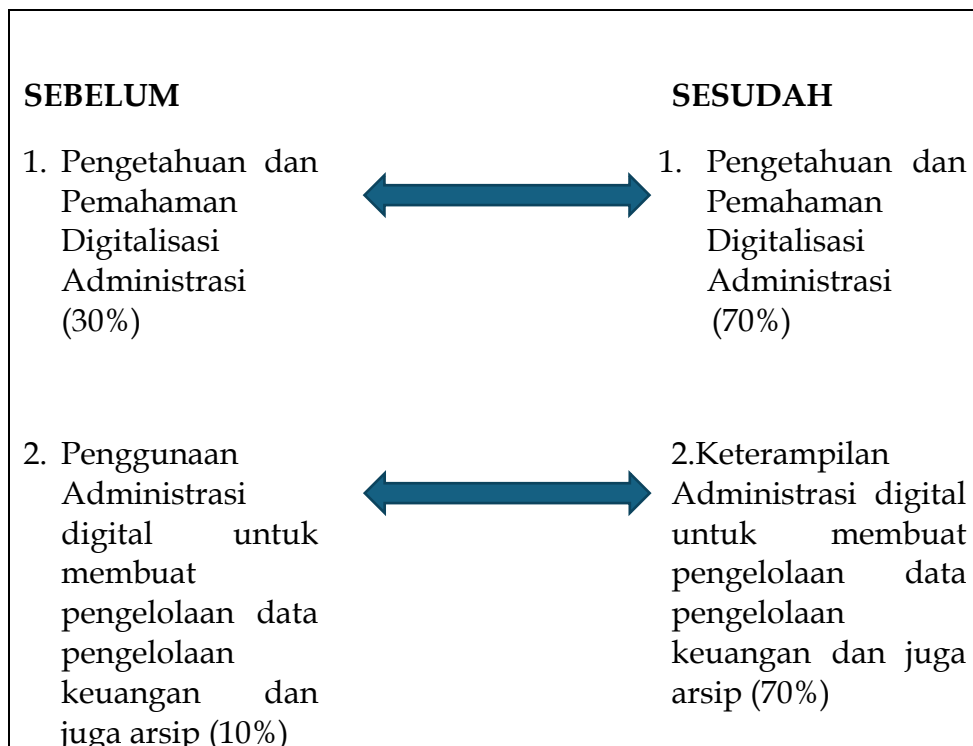 SEBELUM
1. Pengetahuan dan
Pemahaman
Digitalisasi
Administrasi
(30%)
2. Penggunaan
Administrasi
digital untuk
membuat
pengelolaan data
pengelolaan
keuangan dan
juga arsip (10%)
SESUDAH
1. Pengetahuan dan
Pemahaman
Digitalisasi
Administrasi
(70%)
2.Keterampilan
Administrasi digital
untuk membuat
pengelolaan data
pengelolaan
keuangan dan juga
arsip (70%)